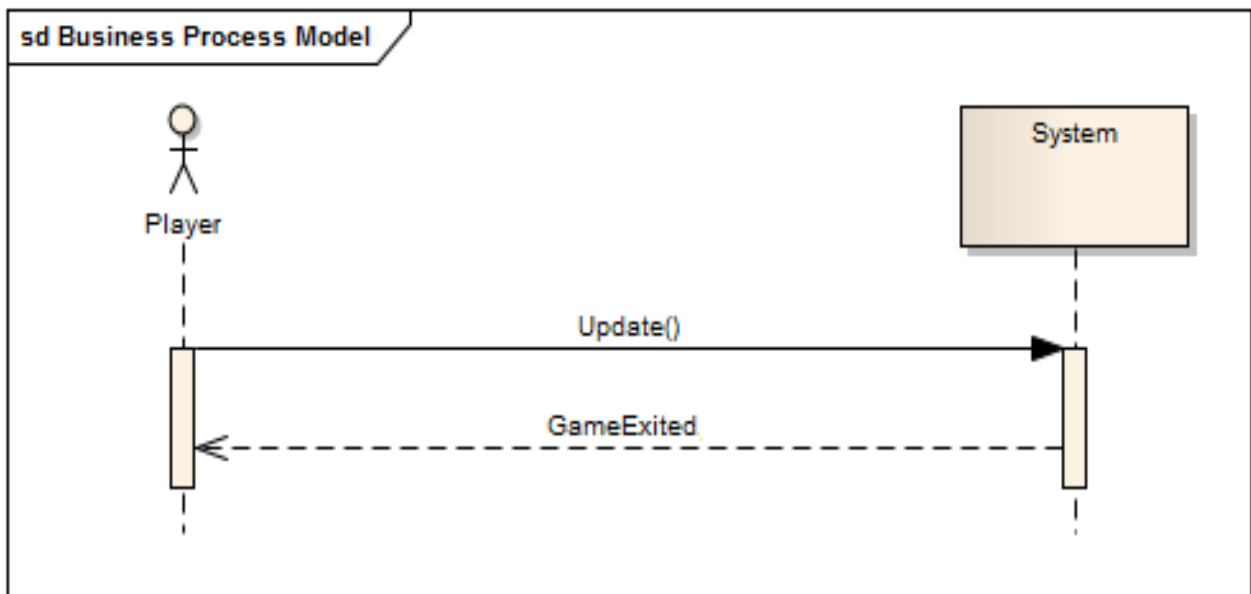 sd Business Process Model
System
Player
Update()
GameExited